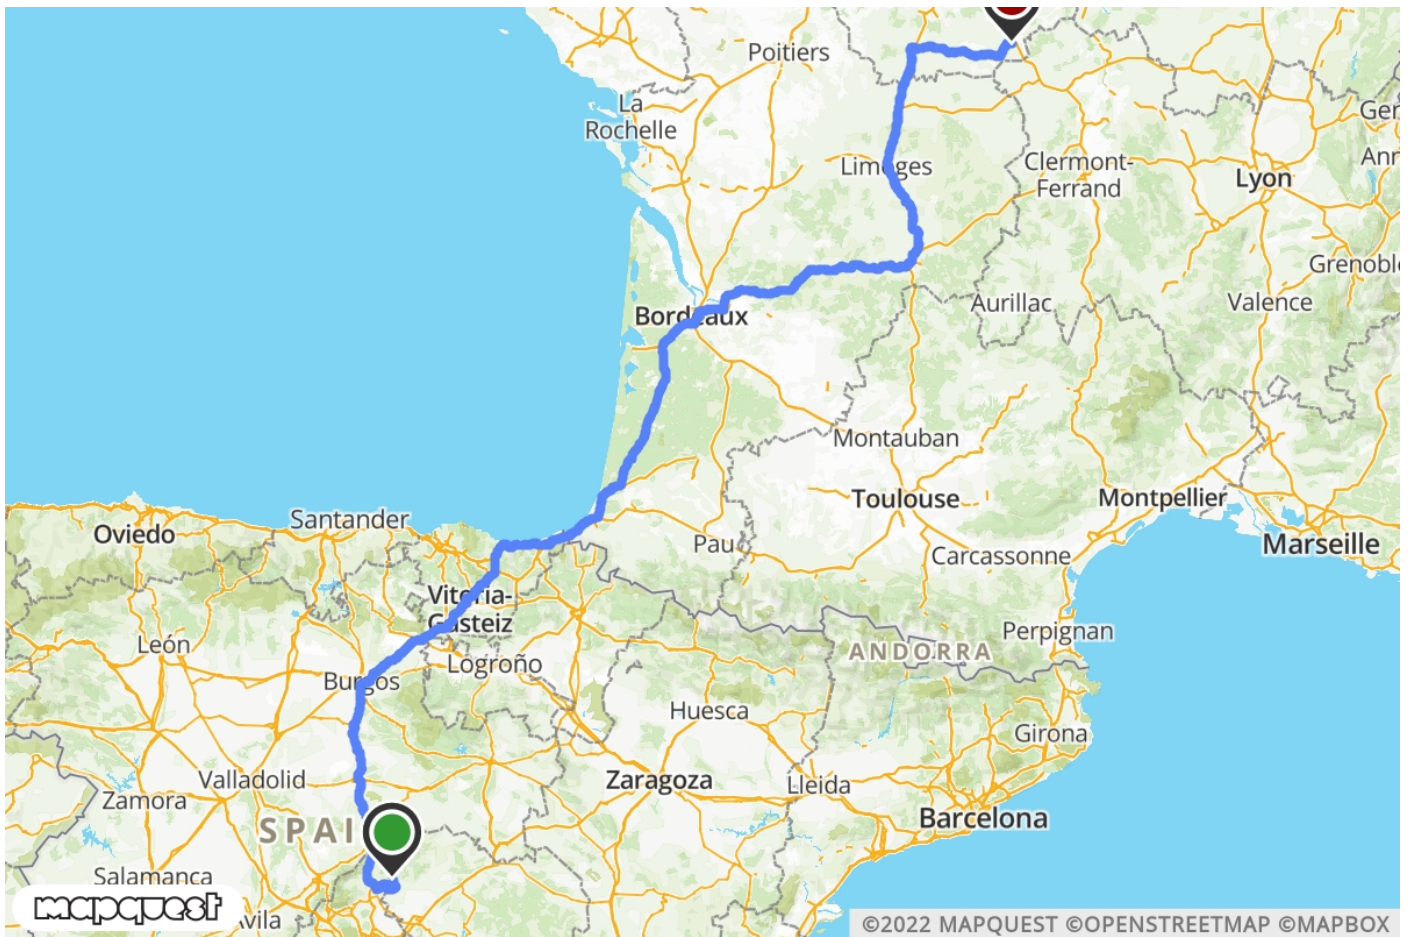 Poitiers
La
Rochelle
Limoges
Clermont-
Ferrand
Lyon
Ger
Ann
Grenoble
Valence
Aurillac
Bordeaux
Montauban
Toulouse
Montpellier
Marseille
Carcassonne
Pau
Perpignan
ANDORRA
Oviedo
Santander
Vitoria-
Gasteiz
León
Logroño
Burgos
Huesca
Girona
Valladolid
Zamora
Zaragoza
Lleida
Barcelona
SPAI
Salamanca
vila
mapquest
©2022 MAPQUEST ©OPENSTREETMAP ©MAPBOX